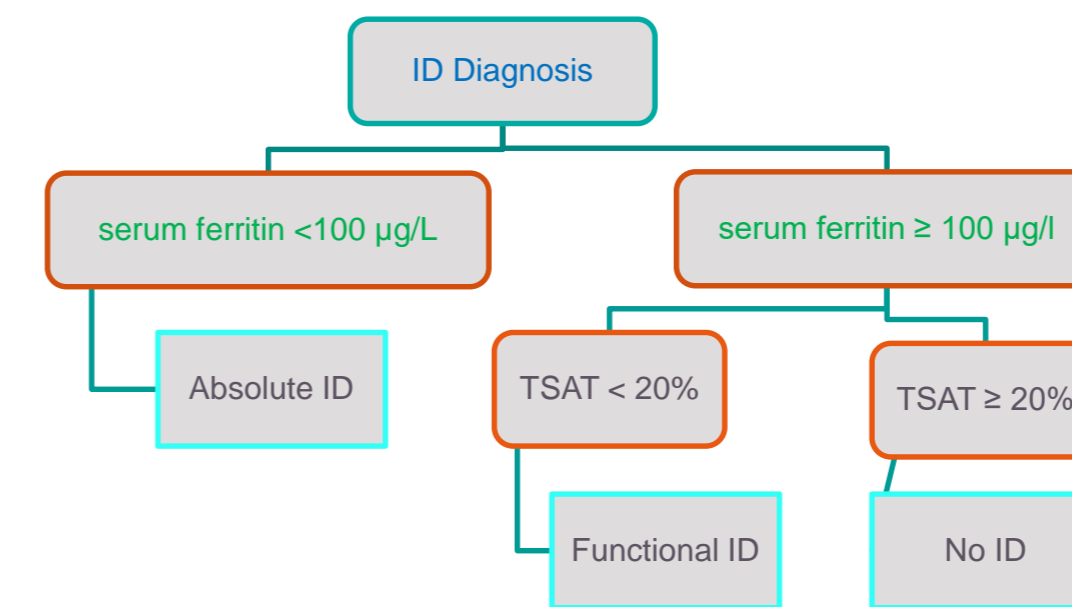 ID Diagnosis
serum ferritin <100 µg/L
serum ferritin ≥ 100 µg/l
Absolute ID
TSAT < 20%
TSAT ≥ 20%
Functional ID
No ID